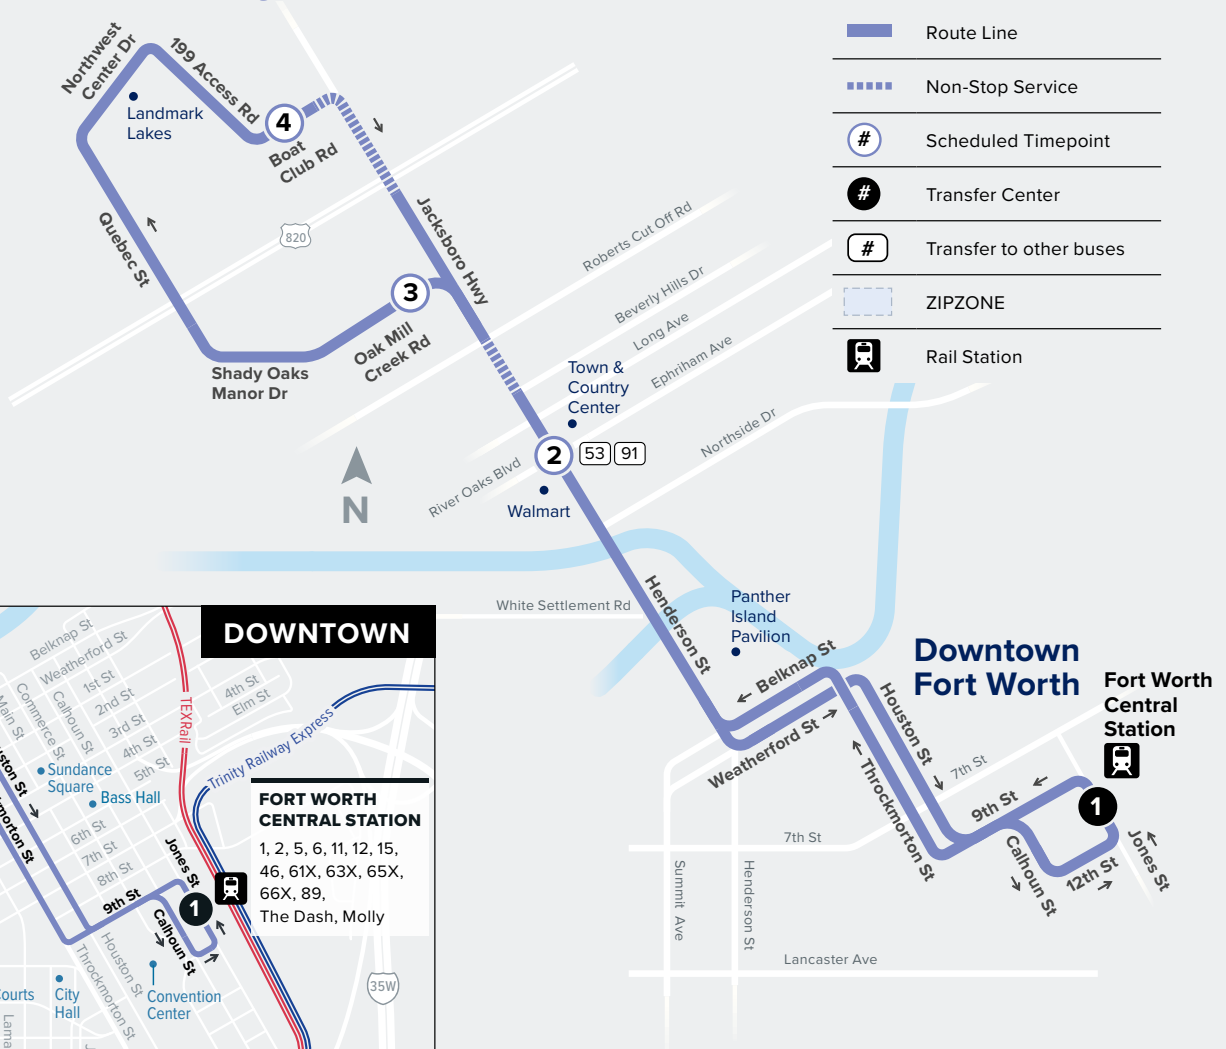 Northwest
Center Dr
199 Access Rd
Landmark
Lakes
4
Boat
Club Rd
Quebec St
820
Jacksboro Hwy
3
Oak Mill
Creek Rd
Shady Oaks
Manor Dr
Roberts Cut Off Rd
Beverly Hills Dr
Long Ave
Ephriham Ave
Town &
Country
Center
2
53
91
River Oaks Blvd
Northside Dr
Walmart
N
White Settlement Rd
Henderson St
Panther
Island
Pavilion
Belknap St
Weatherford St
Houston St
Throckmorton St
Downtown
Fort Worth
Fort Worth
Central
Station
7th St
9th St
1
Calhoun St
12th St
Jones St
7th St
Summit Ave
Henderson St
Lancaster Ave
Route Line
Non-Stop Service
#
Scheduled Timepoint
#
Transfer Center
#
Transfer to other buses
ZIPZONE
Rail Station
DOWNTOWN
Belknap St
Weatherford St
1st St
2nd St
3rd St
4th St
5th St
Main St
Commerce St
Calhoun St
4th St
Elm St
TEXRail
Trinity Railway Express
Sundance
Square
Bass Hall
6th St
7th St
8th St
9th St
Jones St
1
Calhoun St
Houston St
Throckmorton St
Convention
Center
City
Hall
ourts
Lama
35W
uston St
morton St
FORT WORTH
CENTRAL STATION
1, 2, 5, 6, 11, 12, 15,
46, 61X, 63X, 65X,
66X, 89,
The Dash, Molly